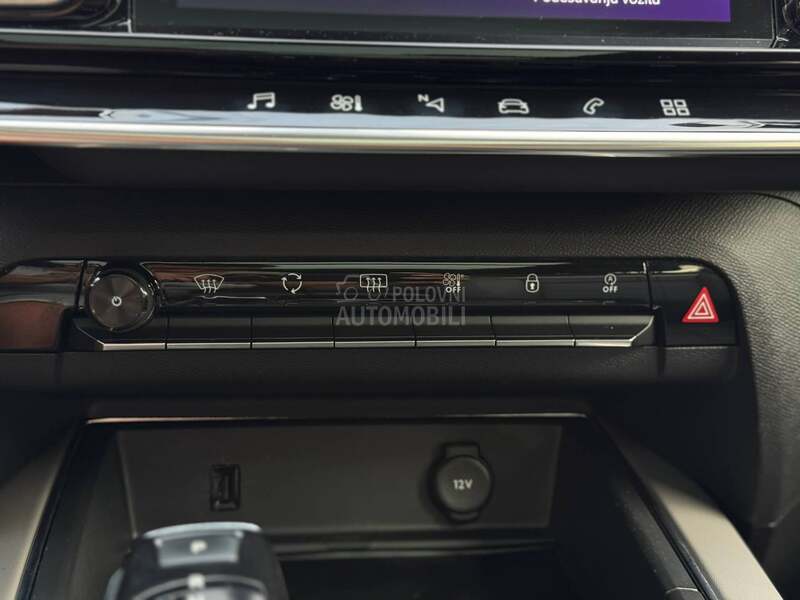 Podešavanja vozila
N
OFF
OFF
POLOVNI
AUTOMOBILI
12V
P